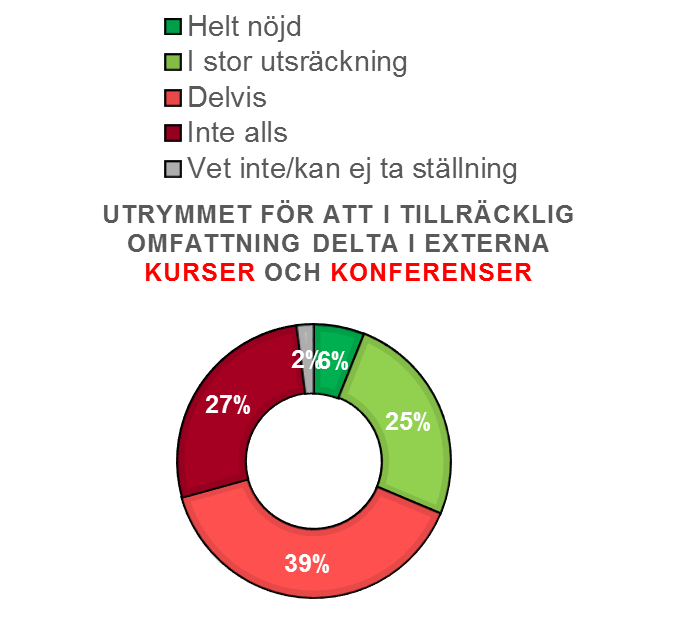 Helt nöjd
I stor utsräckning
Delvis
Inte alls
Vet inte/kan ej ta ställning
UTRYMMET FÖR ATT I TILLRÄCKLIG
OMFATTNING DELTA I EXTERNA
KURSER OCH KONFERENSER
2%
6%
27%
25%
39%